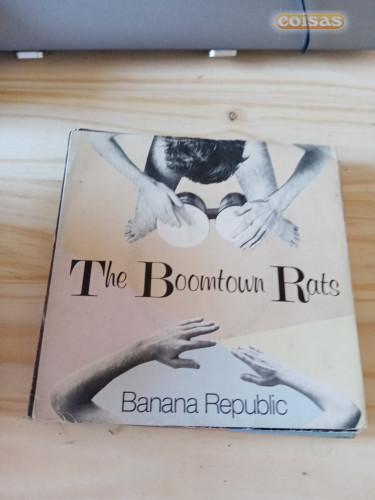 coisas
The Boomtown Rats
Banana Republic